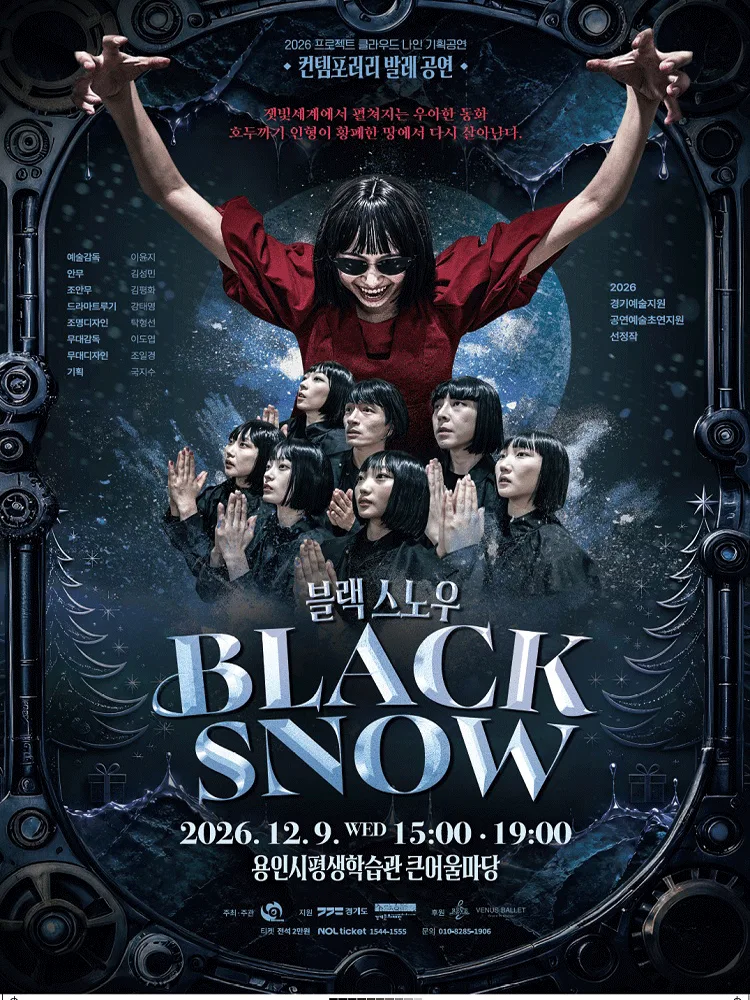 2026 프로젝트 클라우드 나인 기획공연
컨템포러리 발레 공연
잿빛세계에서 펼쳐지는 우아한 동화
호두까기 인형이 황폐한 땅에서 다시 살아난다.
예술감독 이윤지
안무 김성민
조안무 김평화
드라마트루기 강태영
조명디자인 탁형선
무대감독 이도엽
무대디자인 조일경
기획 국지수
2026
경기예술지원
공연예술초연지원
선정작
블랙 스노우
BLACK
SNOW
2026. 12. 9. WED 15:00 · 19:00
용인시평생학습관 큰어울마당
주최·주관 지원 경기도 후원 VENUS BALLET
티켓 전석 2만원 NOL ticket 1544-1555 문의 010-8285-1906